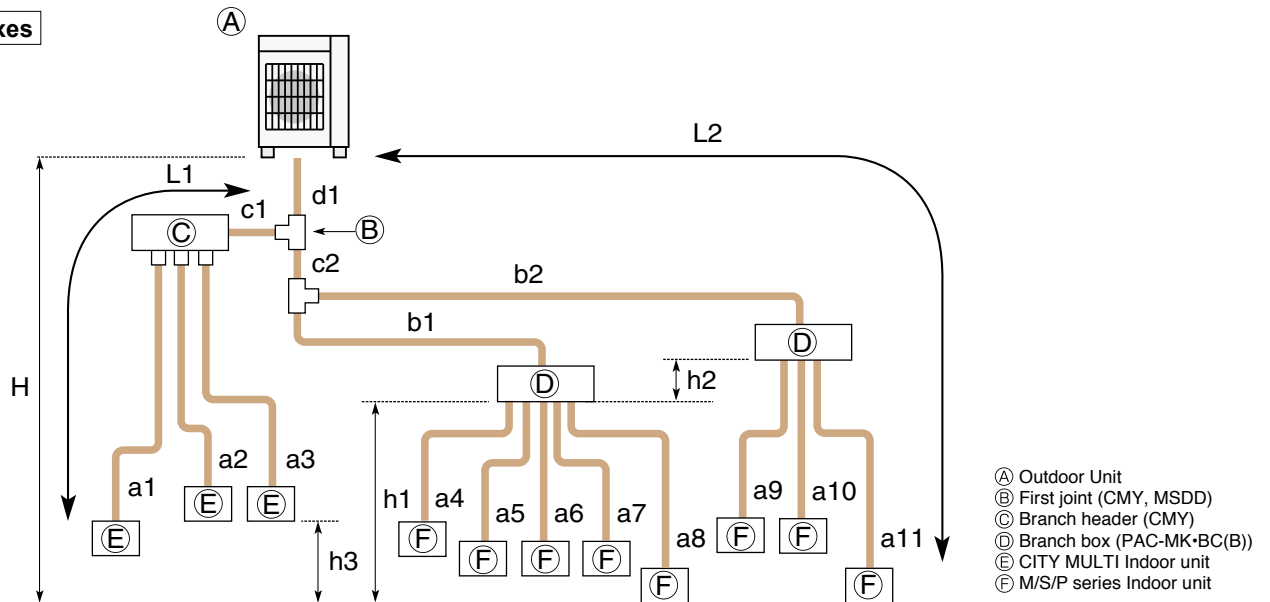 xes
A
L2
L1
d1
c1
B
C
c2
b2
b1
D
D
h2
H
a1
a2
a3
h1
a4
a5
a6
a7
a8
a9
a10
a11
E
E
E
h3
F
F
F
F
F
F
F
F
Ⓐ Outdoor Unit
Ⓑ First joint (CMY, MSDD)
Ⓒ Branch header (CMY)
Ⓓ Branch box (PAC-MK•BC(B))
Ⓔ CITY MULTI Indoor unit
Ⓕ M/S/P series Indoor unit